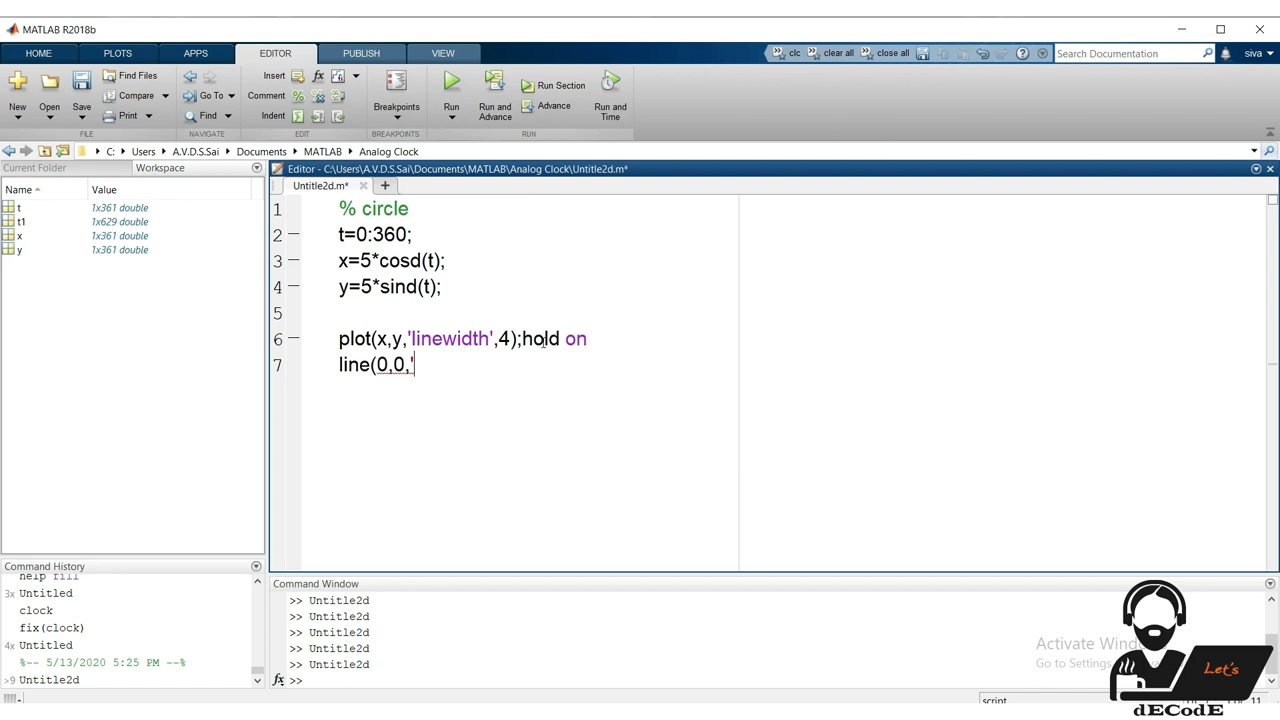 MATLAB R2018b
HOME PLOTS APPS EDITOR PUBLISH VIEW
clc clear all close all
Search Documentation
siva
New Open Save
Find Files
Compare
Print
Go To
Find
Insert
Comment
Indent
Breakpoints
Run
Run and Advance
Run Section
Advance
Run and Time
FILE NAVIGATE EDIT BREAKPOINTS RUN
C: Users A.V.D.S.Sai Documents MATLAB Analog Clock
Current Folder Workspace
Name Value
t 1x361 double
t1 1x629 double
x 1x361 double
y 1x361 double
Editor - C:\Users\A.V.D.S.Sai\Documents\MATLAB\Analog Clock\Untitle2d.m*
Untitle2d.m*
1 % circle
2 t=0:360;
3 x=5*cosd(t);
4 y=5*sind(t);
5
6 plot(x,y,'linewidth',4);hold on
7 line(0,0,'
Command History
help fill
3x Untitled
clock
fix(clock)
4x Untitled
%-- 5/13/2020 5:25 PM --%
>9 Untitle2d
Command Window
>> Untitle2d
>> Untitle2d
>> Untitle2d
>> Untitle2d
>> Untitle2d
fx >>
Activate Windo
Go to Settings
script
Let's
dECodE